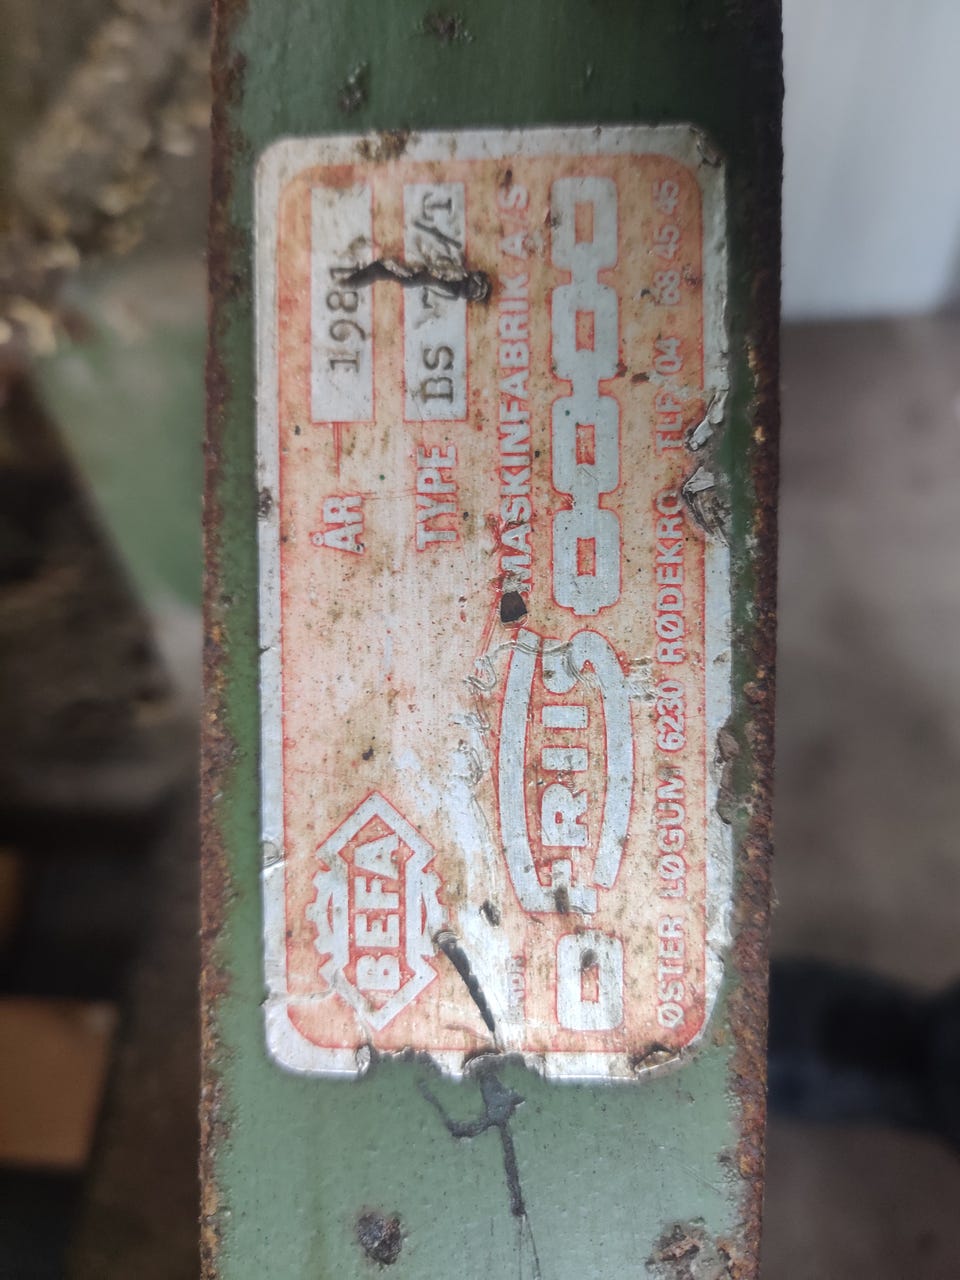 ÅR 1981
BEFA
TYPE BS
FRIIS MASKINFABRIK A/S
ØSTER LØGUM 6230 RØDEKRO TLF. 04 68 45 45